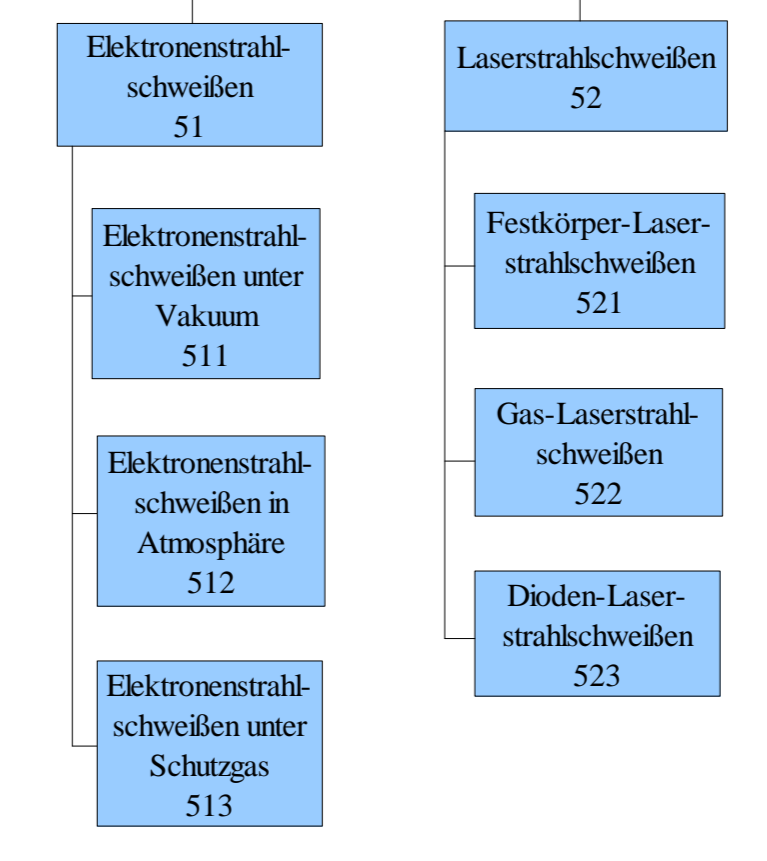 Elektronenstrahl-
schweißen
51
Elektronenstrahl-
schweißen unter
Vakuum
511
Elektronenstrahl-
schweißen in
Atmosphäre
512
Elektronenstrahl-
schweißen unter
Schutzgas
513
Laserstrahlschweißen
52
Festkörper-Laser-
strahlschweißen
521
Gas-Laserstrahl-
schweißen
522
Dioden-Laser-
strahlschweißen
523